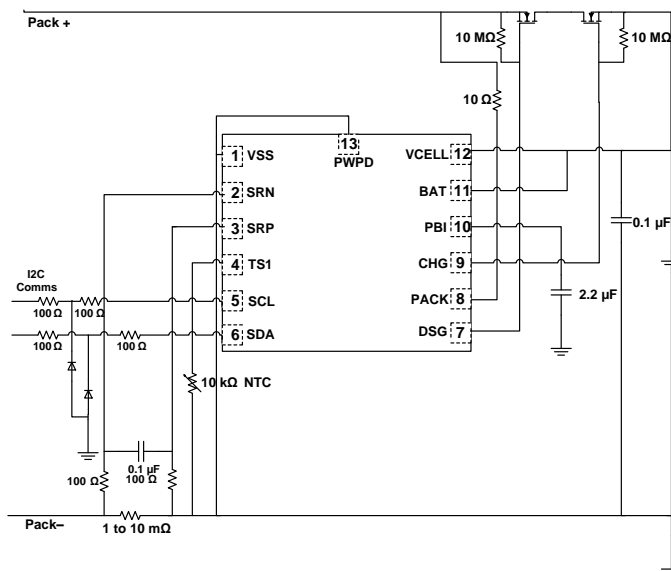 Pack +
10 MΩ
10 MΩ
10 Ω
13
PWPD
1 VSS
VCELL 12
2 SRN
BAT 11
3 SRP
PBI 10
0.1 µF
4 TS1
CHG 9
I2C
Comms
5 SCL
PACK 8
2.2 µF
100 Ω
100 Ω
6 SDA
DSG 7
100 Ω
100 Ω
10 kΩ NTC
0.1 µF
100 Ω
100 Ω
Pack–
1 to 10 mΩ